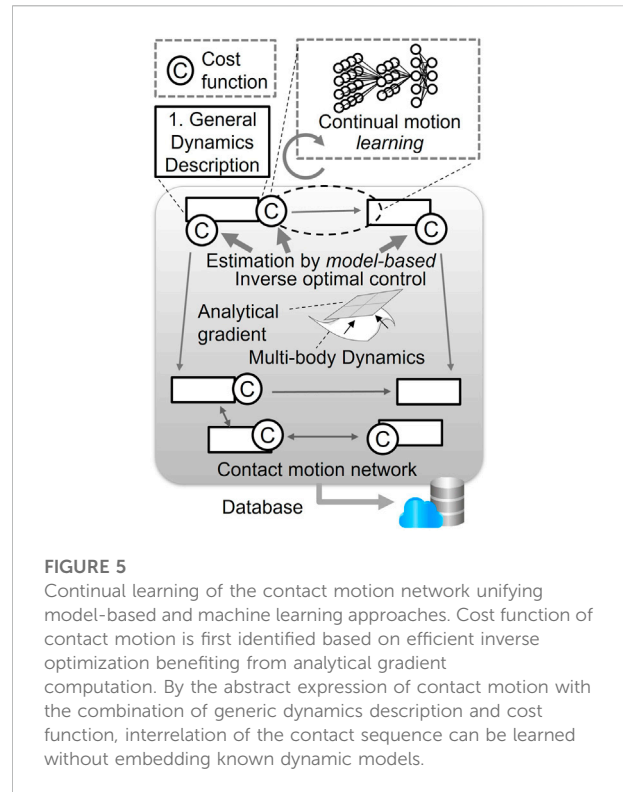 C Cost
function
1. General
Dynamics
Description
Continual motion
learning
C
C
C
Estimation by model-based
Inverse optimal control
Analytical
gradient
Multi-body Dynamics
C
C
C
Contact motion network
Database
FIGURE 5
Continual learning of the contact motion network unifying
model-based and machine learning approaches. Cost function of
contact motion is first identified based on efficient inverse
optimization benefiting from analytical gradient
computation. By the abstract expression of contact motion with
the combination of generic dynamics description and cost
function, interrelation of the contact sequence can be learned
without embedding known dynamic models.